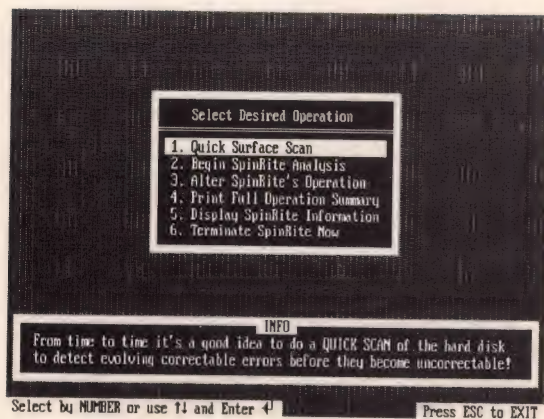 Select Desired Operation
1. Quick Surface Scan
2. Begin SpinRite Analysis
3. Alter SpinRite's Operation
4. Print Full Operation Summary
5. Display SpinRite Information
6. Terminate SpinRite Now
INFO
From time to time it's a good idea to do a QUICK SCAN of the hard disk
to detect evolving correctable errors before they become uncorrectable!
Select by NUMBER or use ↑↓ and Enter ↵
Press ESC to EXIT